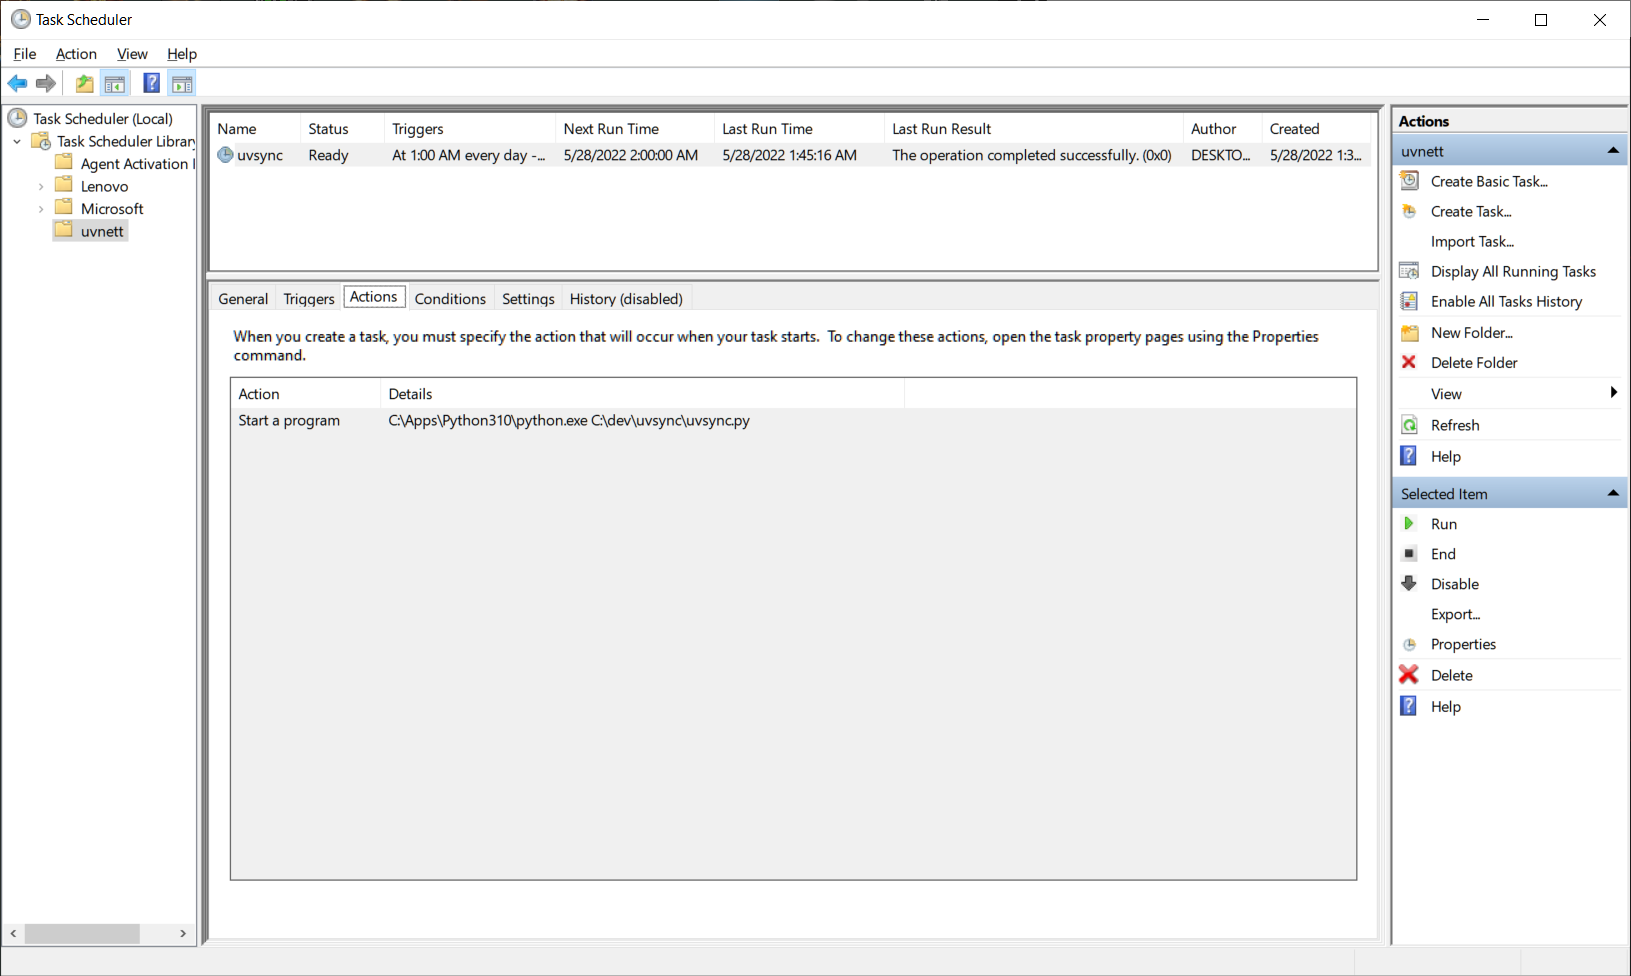 Task Scheduler
File Action View Help
Task Scheduler (Local)
Task Scheduler Library
Agent Activation
Lenovo
Microsoft
uvnett
Name Status Triggers Next Run Time Last Run Time Last Run Result Author Created
uvsync Ready At 1:00 AM every day -... 5/28/2022 2:00:00 AM 5/28/2022 1:45:16 AM The operation completed successfully. (0x0) DESKTO... 5/28/2022 1:3...
General Triggers Actions Conditions Settings History (disabled)
When you create a task, you must specify the action that will occur when your task starts. To change these actions, open the task property pages using the Properties
command.
Action Details
Start a program C:\Apps\Python310\python.exe C:\dev\uvsync\uvsync.py
Actions
uvnett
Create Basic Task...
Create Task...
Import Task...
Display All Running Tasks
Enable All Tasks History
New Folder...
Delete Folder
View
Refresh
Help
Selected Item
Run
End
Disable
Export...
Properties
Delete
Help